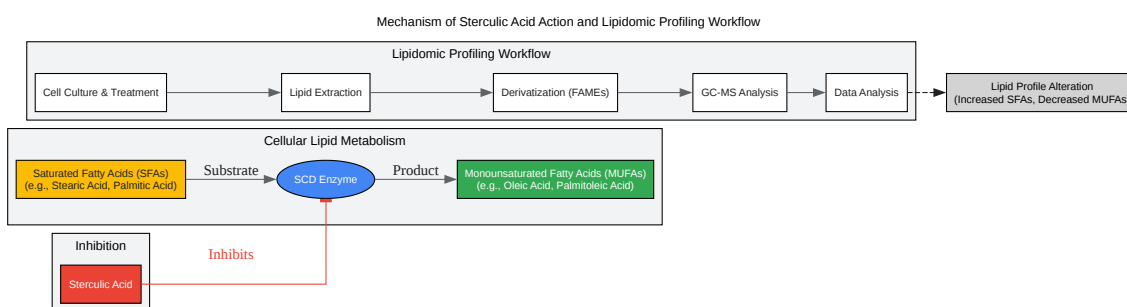 Mechanism of Sterculic Acid Action and Lipidomic Profiling Workflow
Lipidomic Profiling Workflow
Cell Culture & Treatment
Lipid Extraction
Derivatization (FAMEs)
GC-MS Analysis
Data Analysis
Lipid Profile Alteration
(Increased SFAs, Decreased MUFAs)
Cellular Lipid Metabolism
Saturated Fatty Acids (SFAs)
(e.g., Stearic Acid, Palmitic Acid)
Substrate
SCD Enzyme
Product
Monounsaturated Fatty Acids (MUFAs)
(e.g., Oleic Acid, Palmitoleic Acid)
Inhibition
Inhibits
Sterculic Acid